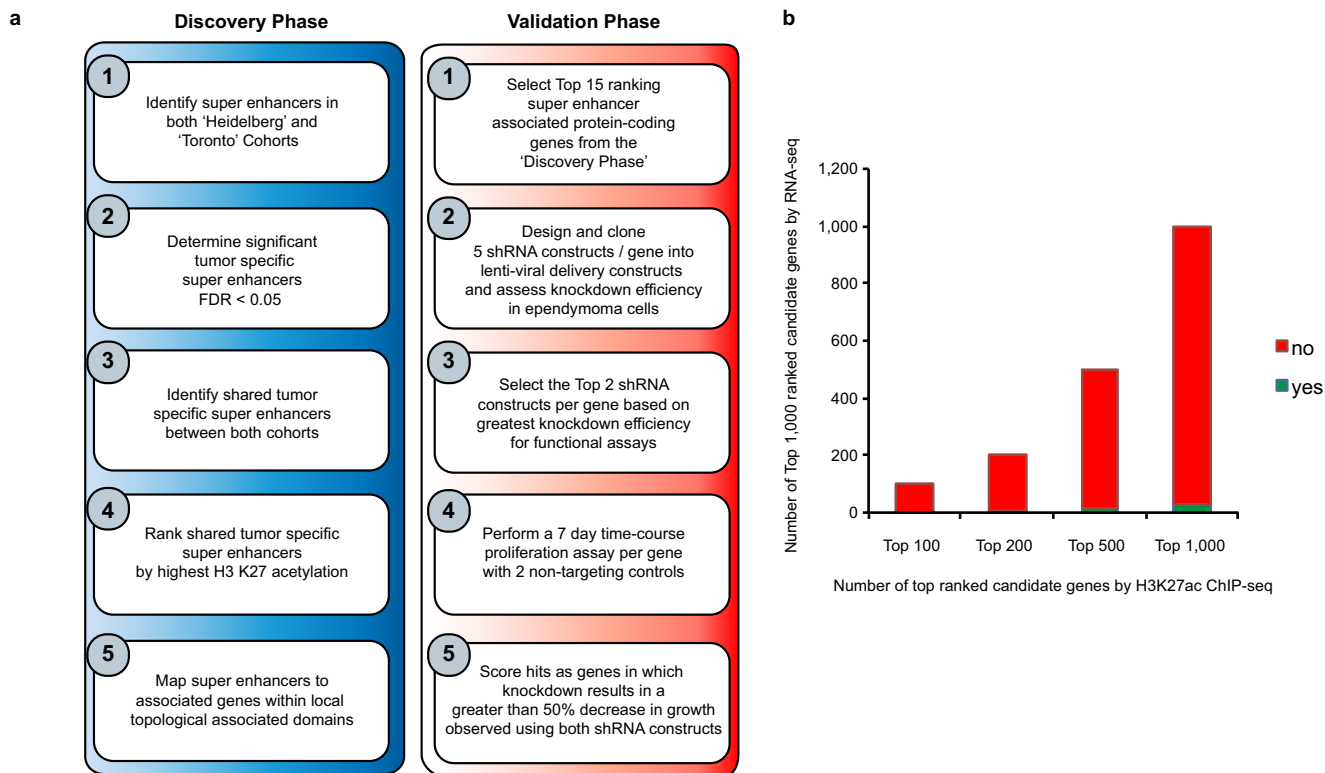 a
Discovery Phase
1
Identify super enhancers in
both ‘Heidelberg’ and
‘Toronto’ Cohorts
2
Determine significant
tumor specific
super enhancers
FDR < 0.05
3
Identify shared tumor
specific super enhancers
between both cohorts
4
Rank shared tumor specific
super enhancers
by highest H3 K27 acetylation
5
Map super enhancers to
associated genes within local
topological associated domains
Validation Phase
1
Select Top 15 ranking
super enhancer
associated protein-coding
genes from the
‘Discovery Phase’
2
Design and clone
5 shRNA constructs / gene into
lenti-viral delivery constructs
and assess knockdown efficiency
in ependymoma cells
3
Select the Top 2 shRNA
constructs per gene based on
greatest knockdown efficiency
for functional assays
4
Perform a 7 day time-course
proliferation assay per gene
with 2 non-targeting controls
5
Score hits as genes in which
knockdown results in a
greater than 50% decrease in growth
observed using both shRNA constructs
b
Number of Top 1,000 ranked candidate genes by RNA-seq
1,200
1,000
800
600
400
200
0
Top 100 Top 200 Top 500 Top 1,000
Number of top ranked candidate genes by H3K27ac ChIP-seq
no
yes